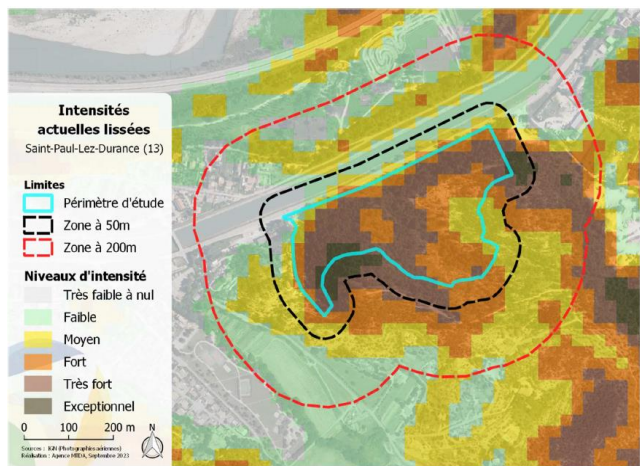 Intensités
actuelles lissées
Saint-Paul-Lez-Durance (13)
Limites
Périmètre d'étude
Zone à 50m
Zone à 200m
Niveaux d'intensité
Très faible à nul
Faible
Moyen
Fort
Très fort
Exceptionnel
0 100 200 m
N
Sources : IGN (Photographies aériennes)
Réalisation : Agence MTDA, Septembre 2023